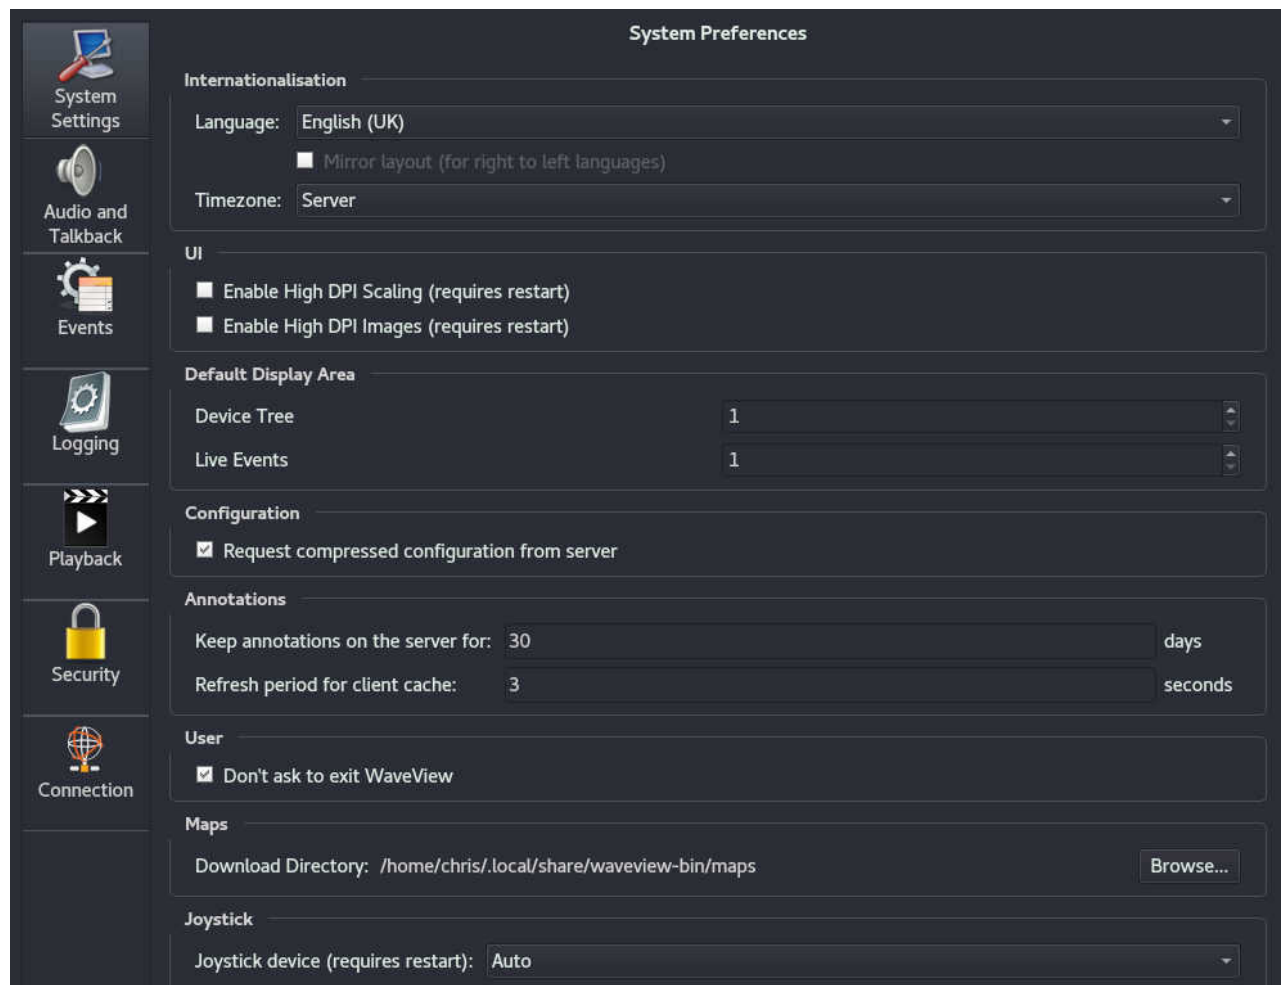 System Preferences
System
Settings
Audio and
Talkback
Events
Logging
Playback
Security
Connection
Internationalisation
Language: English (UK)
Mirror layout (for right to left languages)
Timezone: Server
UI
Enable High DPI Scaling (requires restart)
Enable High DPI Images (requires restart)
Default Display Area
Device Tree 1
Live Events 1
Configuration
Request compressed configuration from server
Annotations
Keep annotations on the server for: 30 days
Refresh period for client cache: 3 seconds
User
Don't ask to exit WaveView
Maps
Download Directory: /home/chris/.local/share/waveview-bin/maps Browse...
Joystick
Joystick device (requires restart): Auto